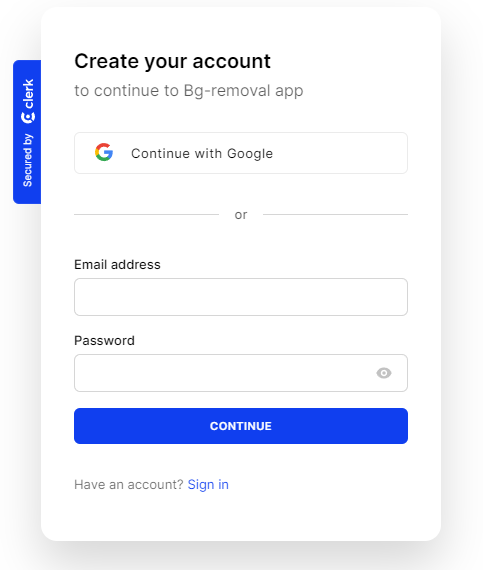 Create your account
to continue to Bg-removal app
Secured by clerk
Continue with Google
or
Email address
Password
CONTINUE
Have an account? Sign in